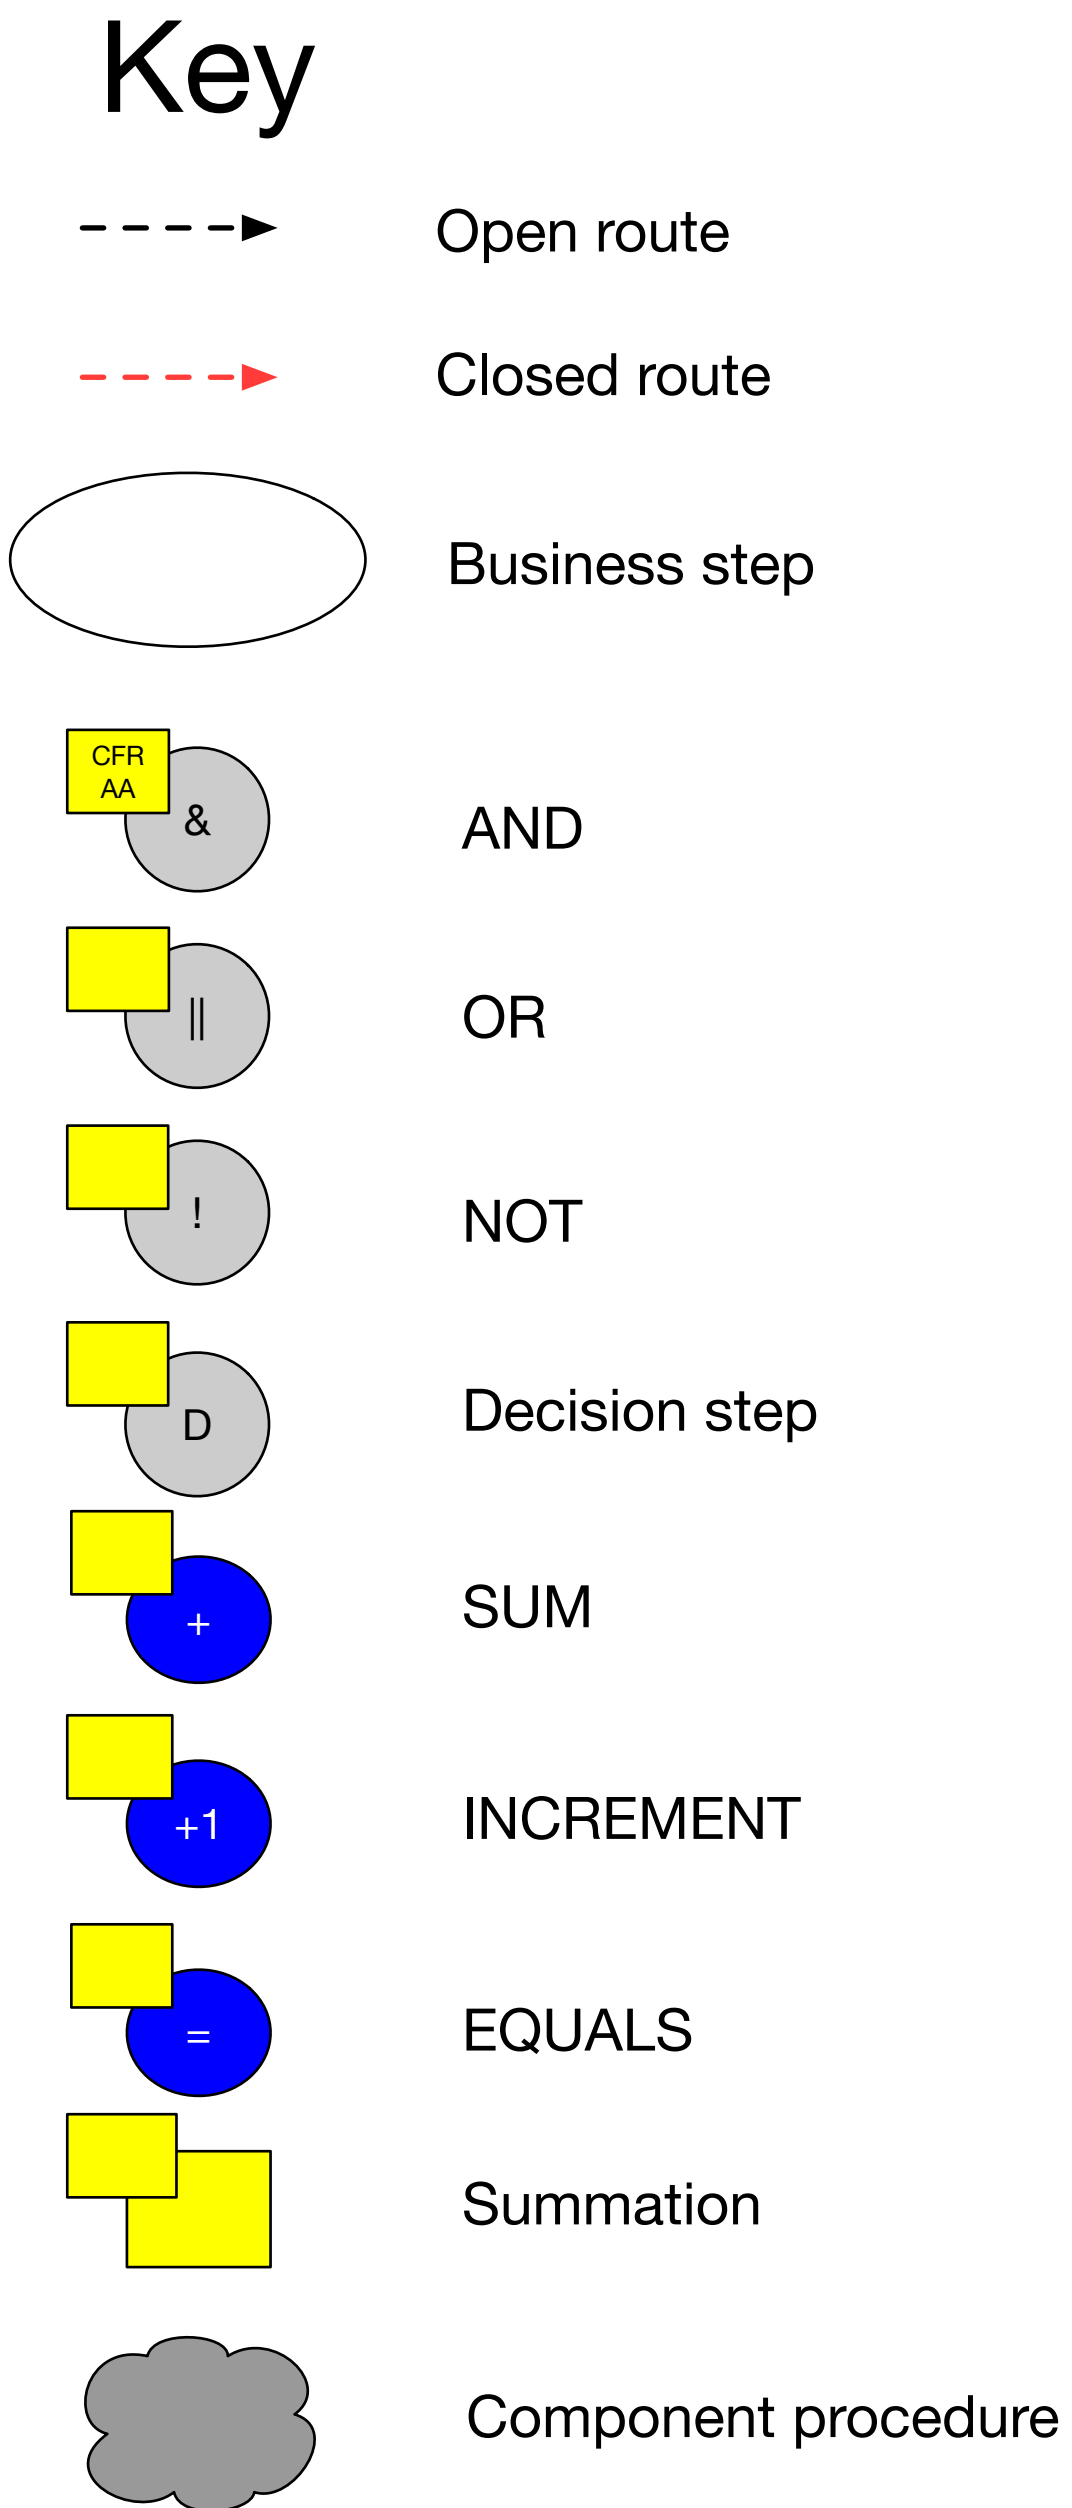 Key
Open route
Closed route
Business step
CFR
AA
&
AND
||
OR
!
NOT
D
Decision step
+
SUM
+1
INCREMENT
=
EQUALS
Summation
Component procedure